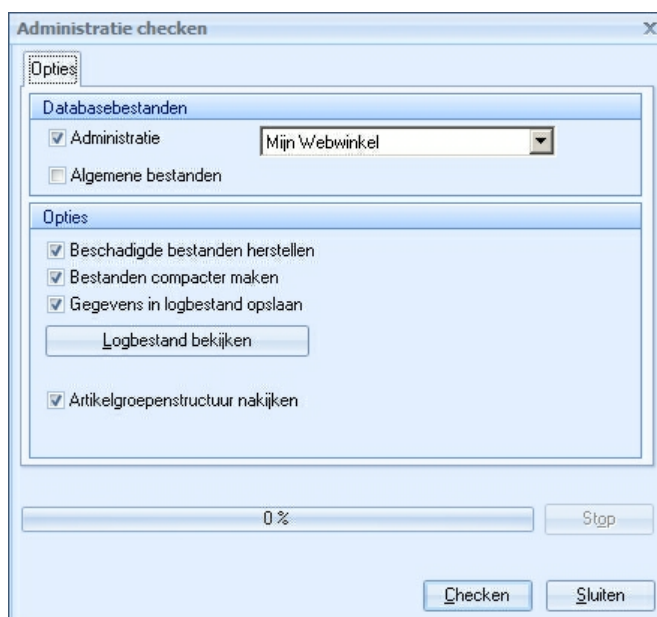 Administratie checken
Opties
Databasebestanden
Administratie
Mijn Webwinkel
Algemene bestanden
Opties
Beschadigde bestanden herstellen
Bestanden compacter maken
Gegevens in logbestand opslaan
Logbestand bekijken
Artikelgroepenstructuur nakijken
0 %
Stop
Checken
Sluiten